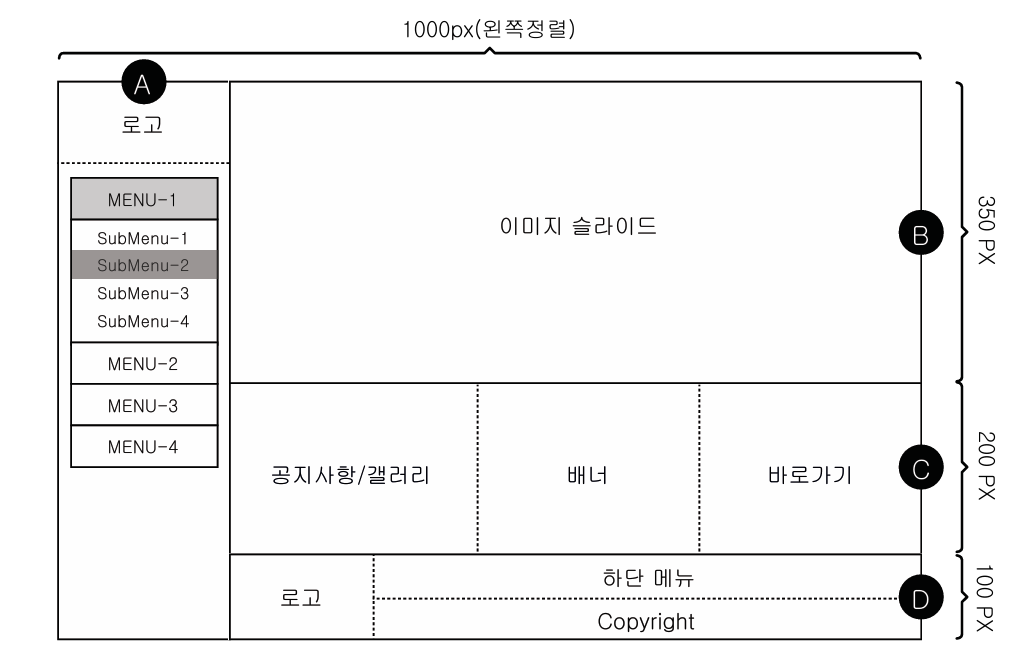 1000px(왼쪽정렬)
A
로고
MENU-1
SubMenu-1
SubMenu-2
SubMenu-3
SubMenu-4
MENU-2
MENU-3
MENU-4
이미지 슬라이드
B
350 PX
공지사항/갤러리
배너
바로가기
C
200 PX
로고
하단 메뉴
Copyright
D
100 PX